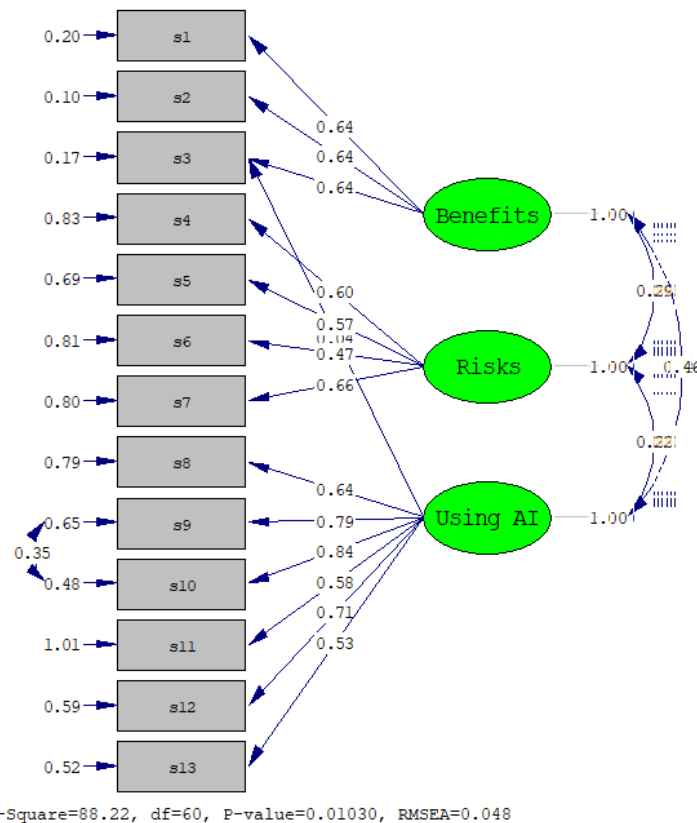 0.20 s1
0.10 s2
0.17 s3
0.83 s4
0.69 s5
0.81 s6
0.80 s7
0.79 s8
0.65 s9
0.35
0.48 s10
1.01 s11
0.59 s12
0.52 s13
0.64
0.64
0.64
0.60
0.57
0.04
0.47
0.66
0.64
0.79
0.84
0.58
0.71
0.53
Benefits 1.00
Risks 1.00
0.46
Using AI 1.00
-Square=88.22, df=60, P-value=0.01030, RMSEA=0.048